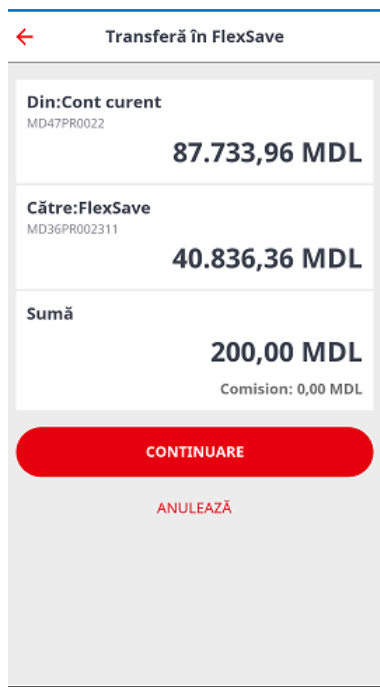 Transferă în FlexSave
Din:Cont curent
MD47PR0022
87.733,96 MDL
Către:FlexSave
MD36PR002311
40.836,36 MDL
Sumă
200,00 MDL
Comision: 0,00 MDL
CONTINUARE
ANULEAZĂ